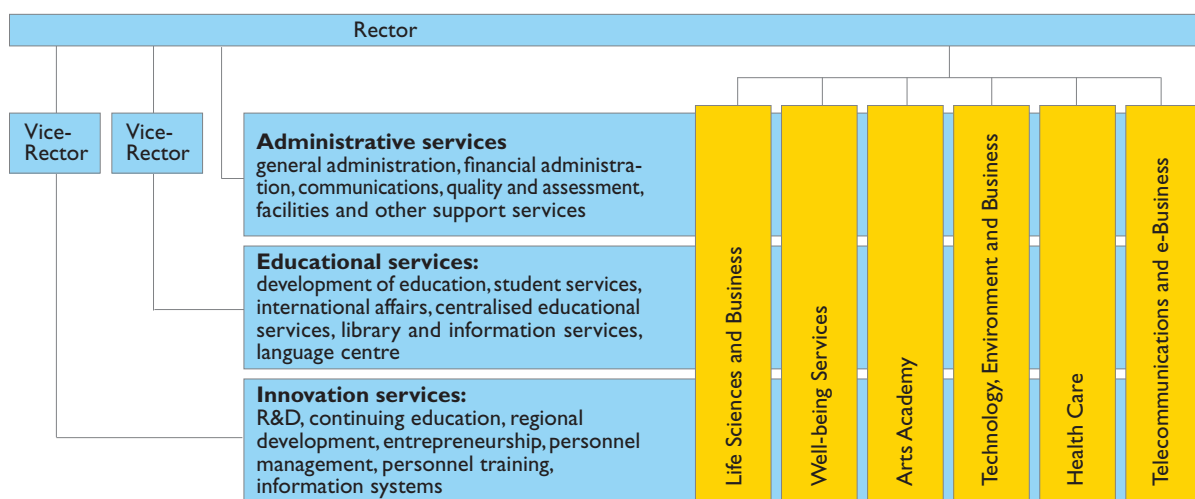 Rector
Vice-
Rector
Vice-
Rector
Administrative services
general administration, financial administra-
tion, communications, quality and assessment,
facilities and other support services
Educational services:
development of education, student services,
international affairs, centralised educational
services, library and information services,
language centre
Innovation services:
R&D, continuing education, regional
development, entrepreneurship, personnel
management, personnel training,
information systems
Life Sciences and Business
Well-being Services
Arts Academy
Technology, Environment and Business
Health Care
Telecommunications and e-Business